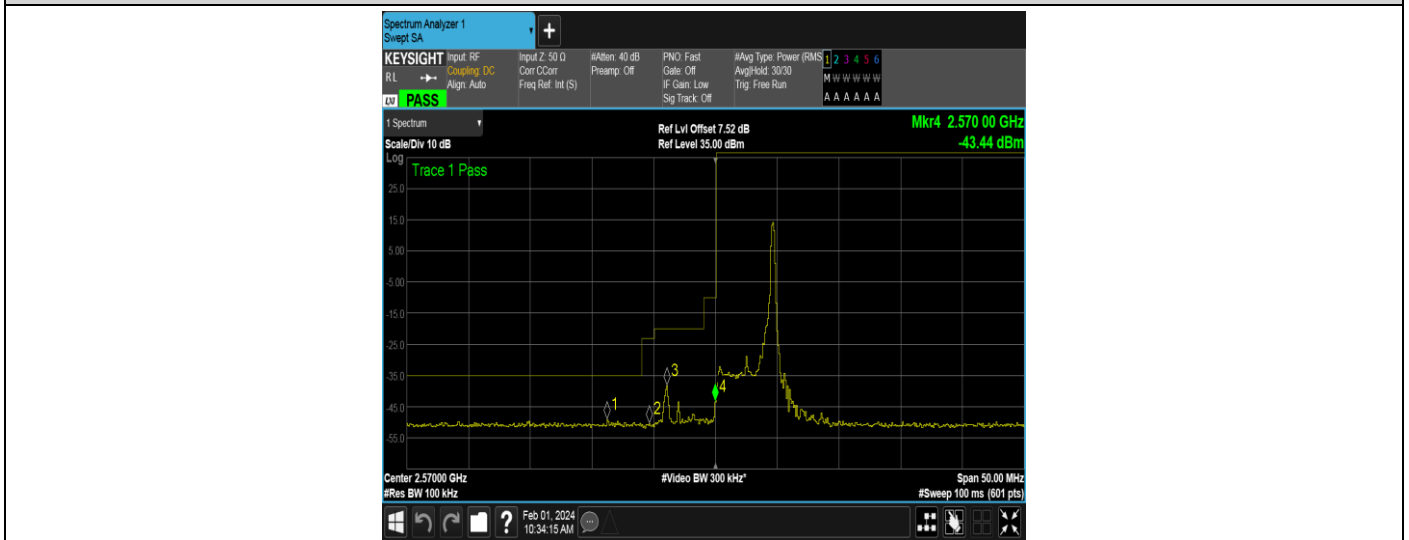 Spectrum Analyzer 1
Swept SA
+
KEYSIGHT
RL
Input: RF
Coupling: DC
Align: Auto
Input Z: 50 Ω
Corr CCorr
Freq Ref: Int (S)
#Atten: 40 dB
Preamp: Off
PNO: Fast
Gate: Off
IF Gain: Low
Sig Track: Off
#Avg Type: Power (RMS
Avg|Hold: 30/30
Trig: Free Run
1 2 3 4 5 6
M W W W W W
A A A A A A
LXI PASS
1 Spectrum
Scale/Div 10 dB
Ref Lvl Offset 7.52 dB
Ref Level 35.00 dBm
Mkr4 2.570 00 GHz
-43.44 dBm
Log
Trace 1 Pass
25.0
15.0
5.00
-5.00
-15.0
-25.0
-35.0
-45.0
-55.0
1
2
3
4
Center 2.57000 GHz
#Res BW 100 kHz
#Video BW 300 kHz*
Span 50.00 MHz
#Sweep 100 ms (601 pts)
?
Feb 01, 2024
10:34:15 AM